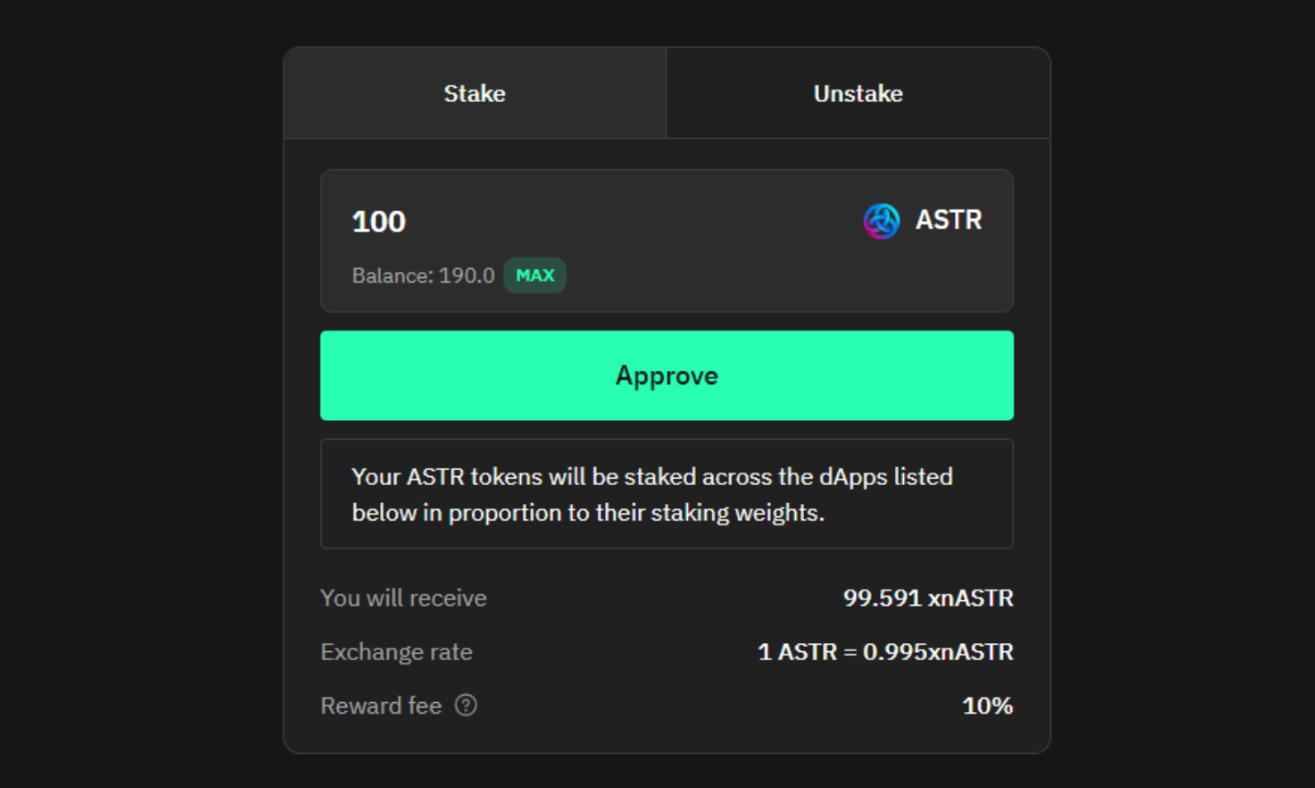 Stake
Unstake
100
ASTR
Balance: 190.0 MAX
Approve
Your ASTR tokens will be staked across the dApps listed
below in proportion to their staking weights.
You will receive 99.591 xnASTR
Exchange rate 1 ASTR = 0.995xnASTR
Reward fee ? 10%